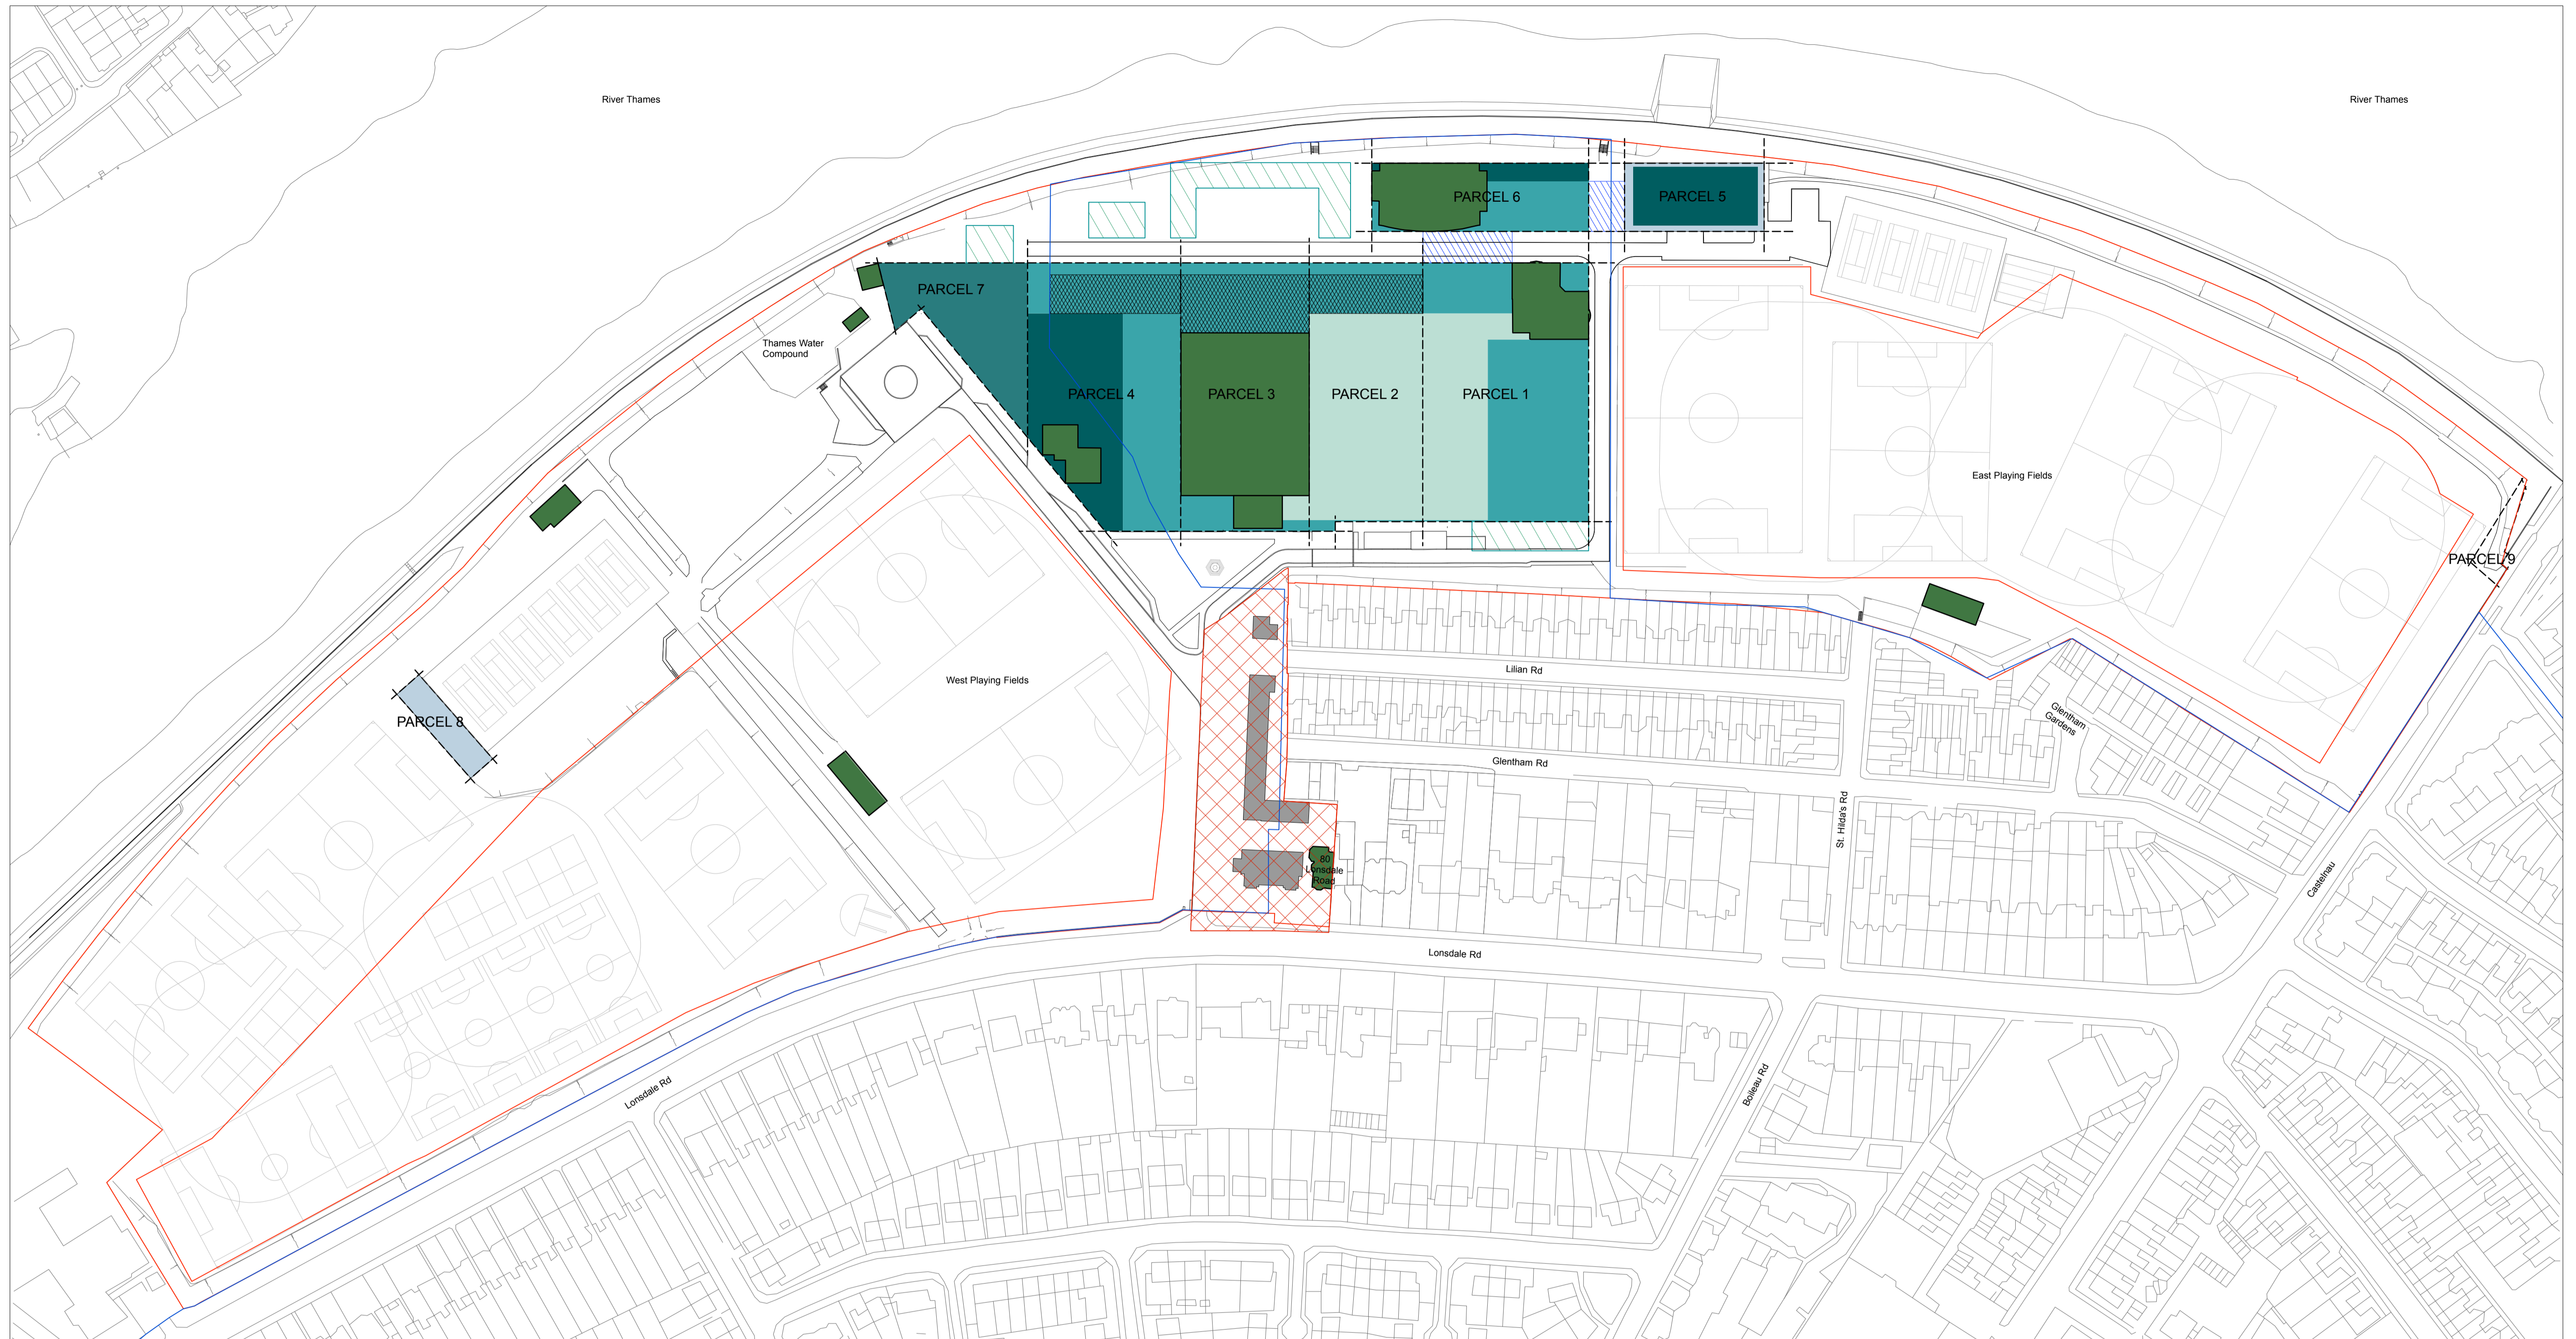 River Thames
River Thames
PARCEL 6
PARCEL 5
PARCEL 7
Thames Water
Compound
PARCEL 4
PARCEL 3
PARCEL 2
PARCEL 1
East Playing Fields
PARCEL 9
Lilian Rd
West Playing Fields
Glentham
Gardens
PARCEL 8
Glentham Rd
St. Hilda's Rd
80
Lonsdale
Road
Castelnau
Lonsdale Rd
Lonsdale Rd
Boileau Rd